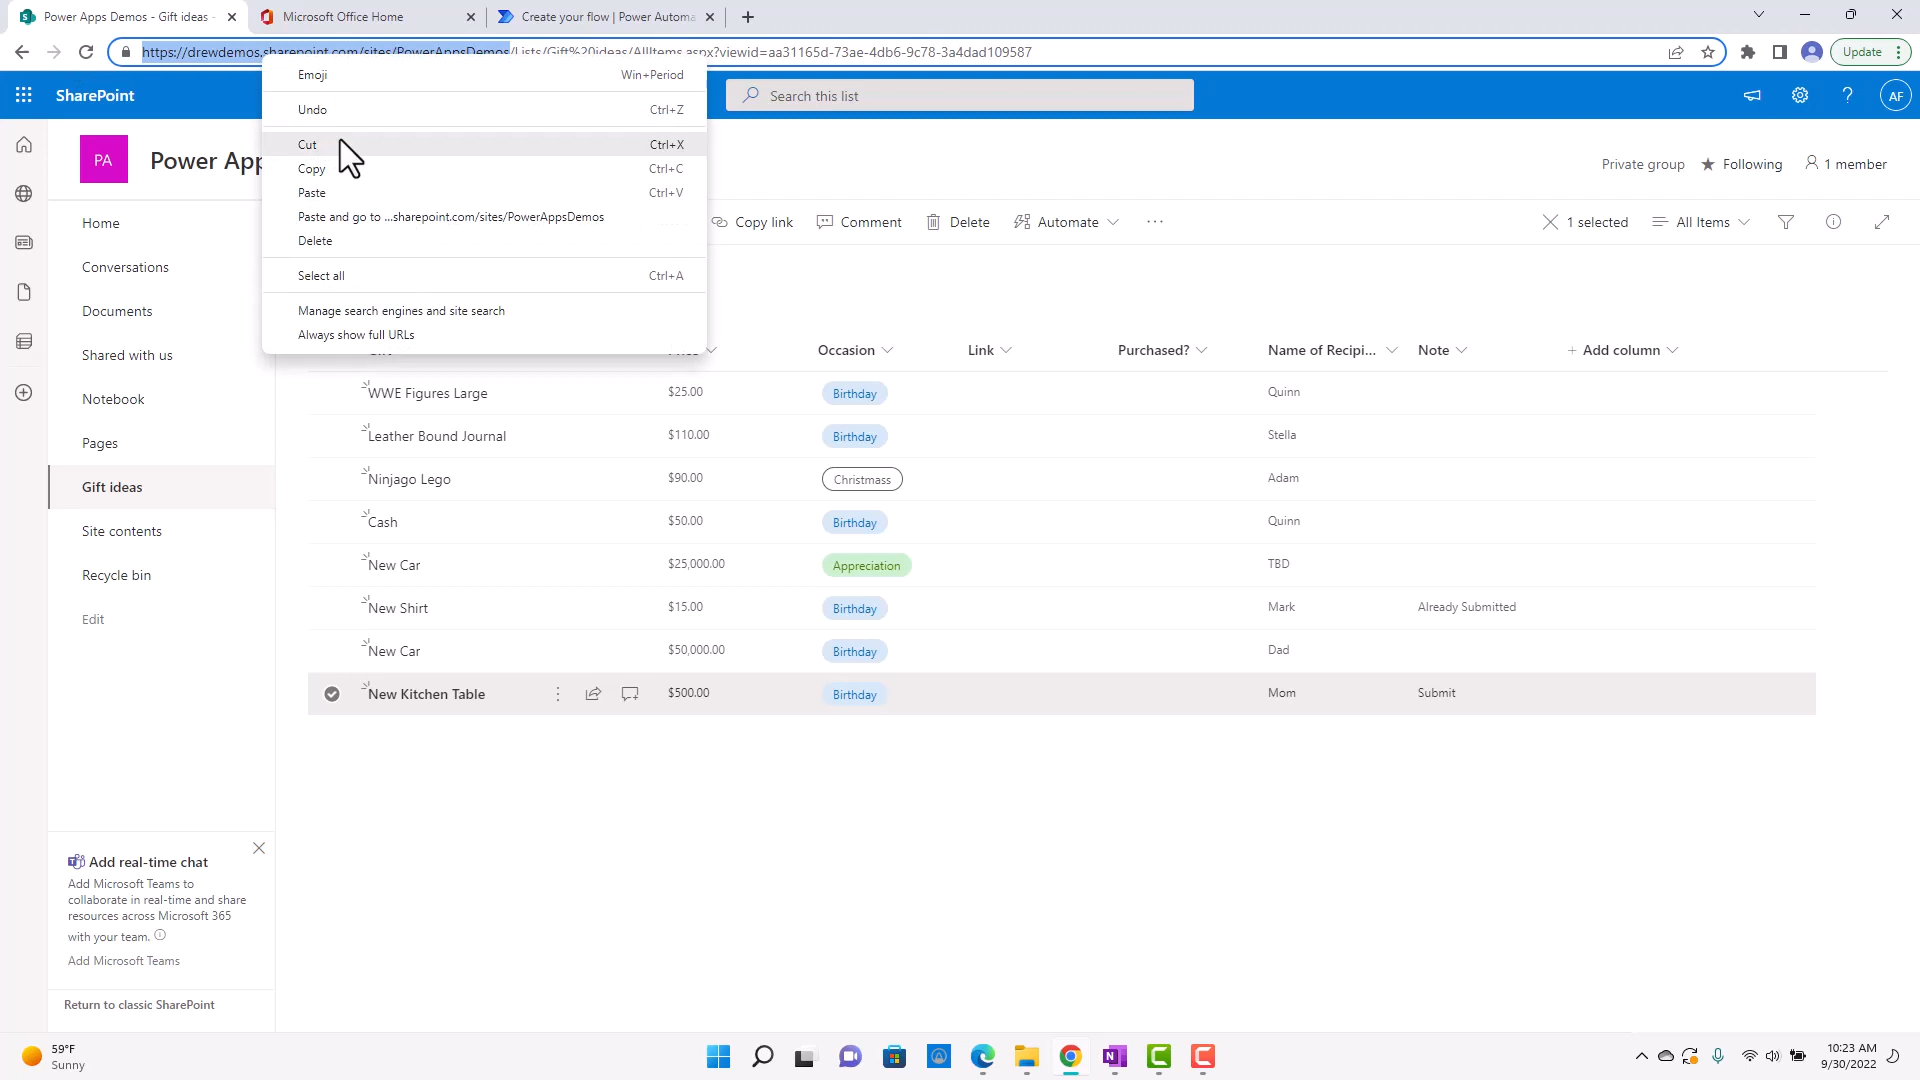 Power Apps Demos - Gift ideas -
Microsoft Office Home
Create your flow | Power Automa
https://drewdemos.sharepoint.com/sites/PowerAppsDemos/Lists/Gift%20ideas/AllItems.aspx?viewid=aa31165d-73ae-4db6-9c78-3a4dad109587
Update
Emoji Win+Period
Undo Ctrl+Z
Cut Ctrl+X
Copy Ctrl+C
Paste Ctrl+V
Paste and go to ...sharepoint.com/sites/PowerAppsDemos
Delete
Select all Ctrl+A
Manage search engines and site search
Always show full URLs
SharePoint
Search this list
AF
PA
Power App
Private group
Following
1 member
Home
Conversations
Documents
Shared with us
Notebook
Pages
Gift ideas
Site contents
Recycle bin
Edit
Copy link
Comment
Delete
Automate
1 selected
All Items
Occasion Link Purchased? Name of Recipi... Note + Add column
WWE Figures Large $25.00 Birthday Quinn
Leather Bound Journal $110.00 Birthday Stella
Ninjago Lego $90.00 Christmass Adam
Cash $50.00 Birthday Quinn
New Car $25,000.00 Appreciation TBD
New Shirt $15.00 Birthday Mark Already Submitted
New Car $50,000.00 Birthday Dad
New Kitchen Table $500.00 Birthday Mom Submit
Add real-time chat
Add Microsoft Teams to
collaborate in real-time and share
resources across Microsoft 365
with your team.
Add Microsoft Teams
Return to classic SharePoint
59°F
Sunny
10:23 AM
9/30/2022